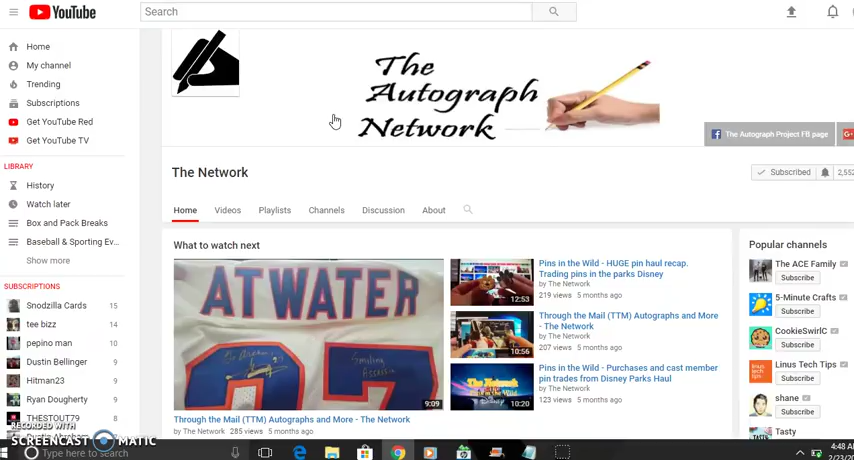 YouTube
Search
Home
My channel
Trending
Subscriptions
Get YouTube Red
Get YouTube TV
LIBRARY
History
Watch later
Box and Pack Breaks
Baseball & Sporting Ev...
Show more
SUBSCRIPTIONS
Snodzilla Cards 15
tee bizz 14
pepino man 10
Dustin Bellinger 9
Hitman23 9
Ryan Dougherty 9
THESTOUT79 8
RECORDED WITH
SCREENCAST MATIC
Type here to search
The
Autograph
Network
The Autograph Project FB page
The Network
Subscribed 2,552
Home Videos Playlists Channels Discussion About
What to watch next
ATWATER
Smiling
Assassin
9:09
Through the Mail (TTM) Autographs and More - The Network
by The Network 285 views 5 months ago
12:53
Pins in the Wild - HUGE pin haul recap.
Trading pins in the parks Disney
by The Network
219 views 5 months ago
10:56
Through the Mail (TTM) Autographs and More
- The Network
by The Network
207 views 5 months ago
10:20
Pins in the Wild - Purchases and cast member
pin trades from Disney Parks Haul
by The Network
123 views 5 months ago
Popular channels
The ACE Family
Subscribe
5-Minute Crafts
Subscribe
CookieSwirlC
Subscribe
Linus Tech Tips
Subscribe
shane
Subscribe
Tasty
4:48 AM